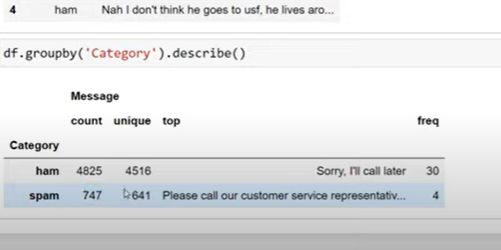 4 ham Nah I don't think he goes to usf, he lives aro...
df.groupby('Category').describe()
Message
count unique top freq
Category
ham 4825 4516 Sorry, I'll call later 30
spam 747 641 Please call our customer service representativ... 4